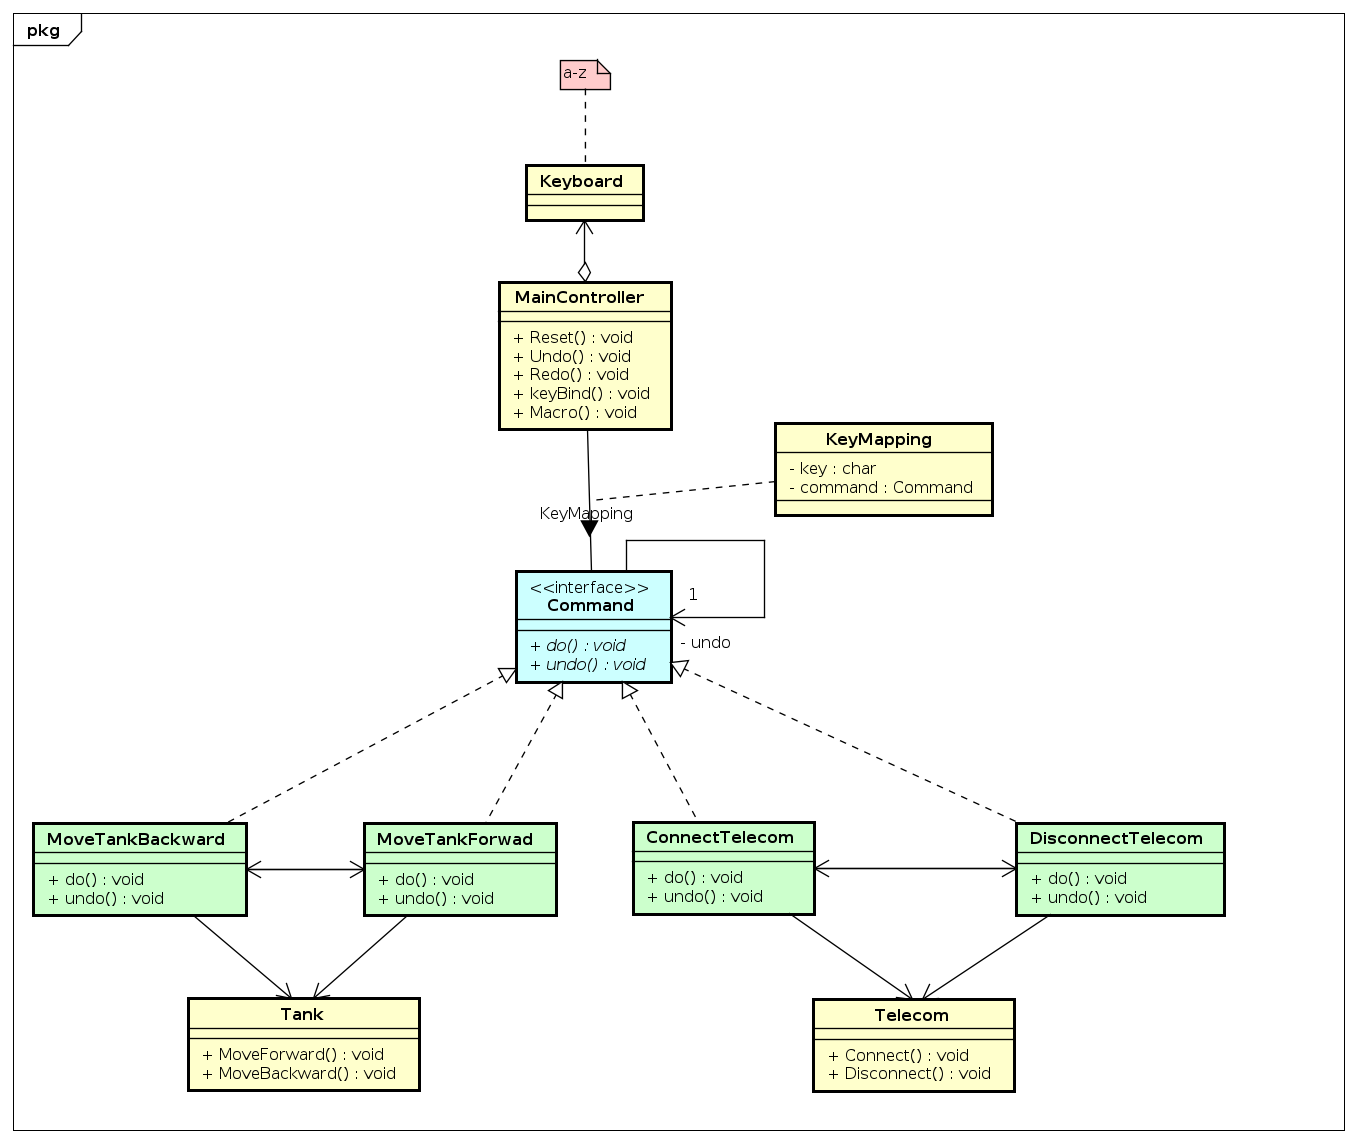 pkg
a-z
Keyboard
MainController
+ Reset() : void
+ Undo() : void
+ Redo() : void
+ keyBind() : void
+ Macro() : void
KeyMapping
- key : char
- command : Command
KeyMapping
<<interface>>
Command
+ do() : void
+ undo() : void
1
- undo
MoveTankBackward
+ do() : void
+ undo() : void
MoveTankForwad
+ do() : void
+ undo() : void
ConnectTelecom
+ do() : void
+ undo() : void
DisconnectTelecom
+ do() : void
+ undo() : void
Tank
+ MoveForward() : void
+ MoveBackward() : void
Telecom
+ Connect() : void
+ Disconnect() : void